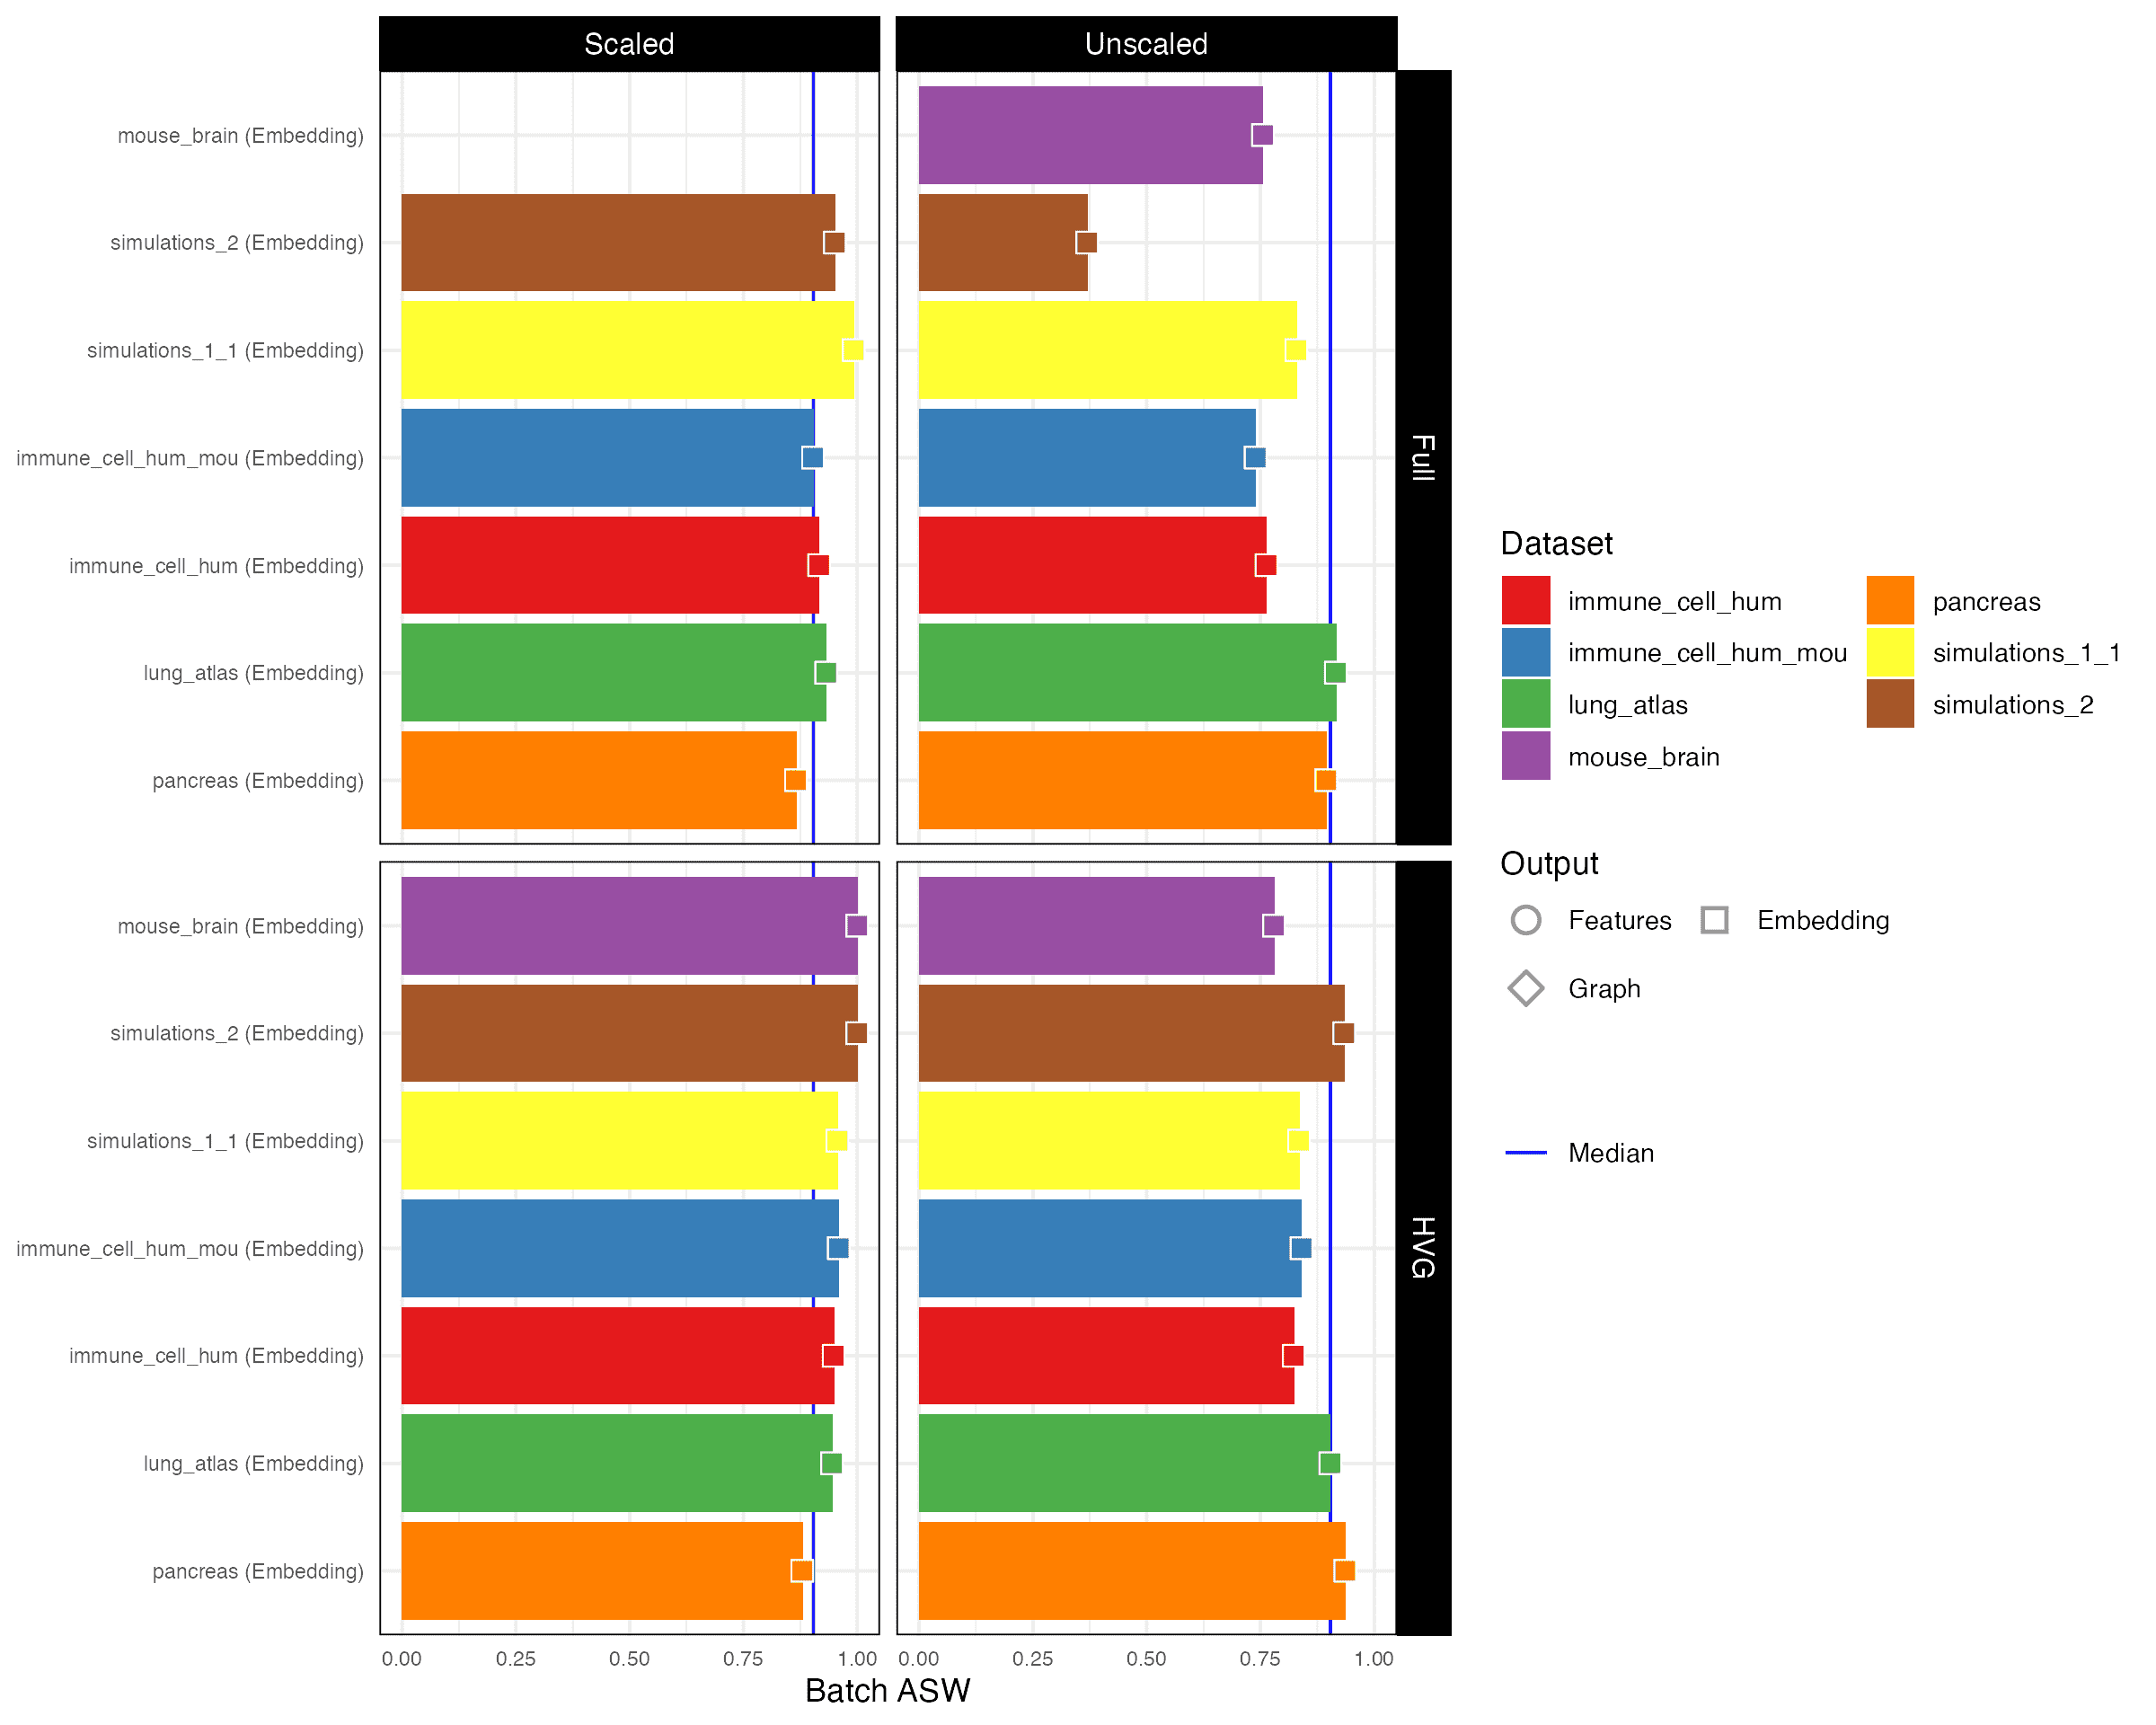 Scaled
Unscaled
mouse_brain (Embedding)
simulations_2 (Embedding)
simulations_1_1 (Embedding)
immune_cell_hum_mou (Embedding)
immune_cell_hum (Embedding)
lung_atlas (Embedding)
pancreas (Embedding)
Full
mouse_brain (Embedding)
simulations_2 (Embedding)
simulations_1_1 (Embedding)
immune_cell_hum_mou (Embedding)
immune_cell_hum (Embedding)
lung_atlas (Embedding)
pancreas (Embedding)
HVG
0.00 0.25 0.50 0.75 1.00
0.00 0.25 0.50 0.75 1.00
Batch ASW
Dataset
immune_cell_hum
immune_cell_hum_mou
lung_atlas
mouse_brain
pancreas
simulations_1_1
simulations_2
Output
Features
Embedding
Graph
Median